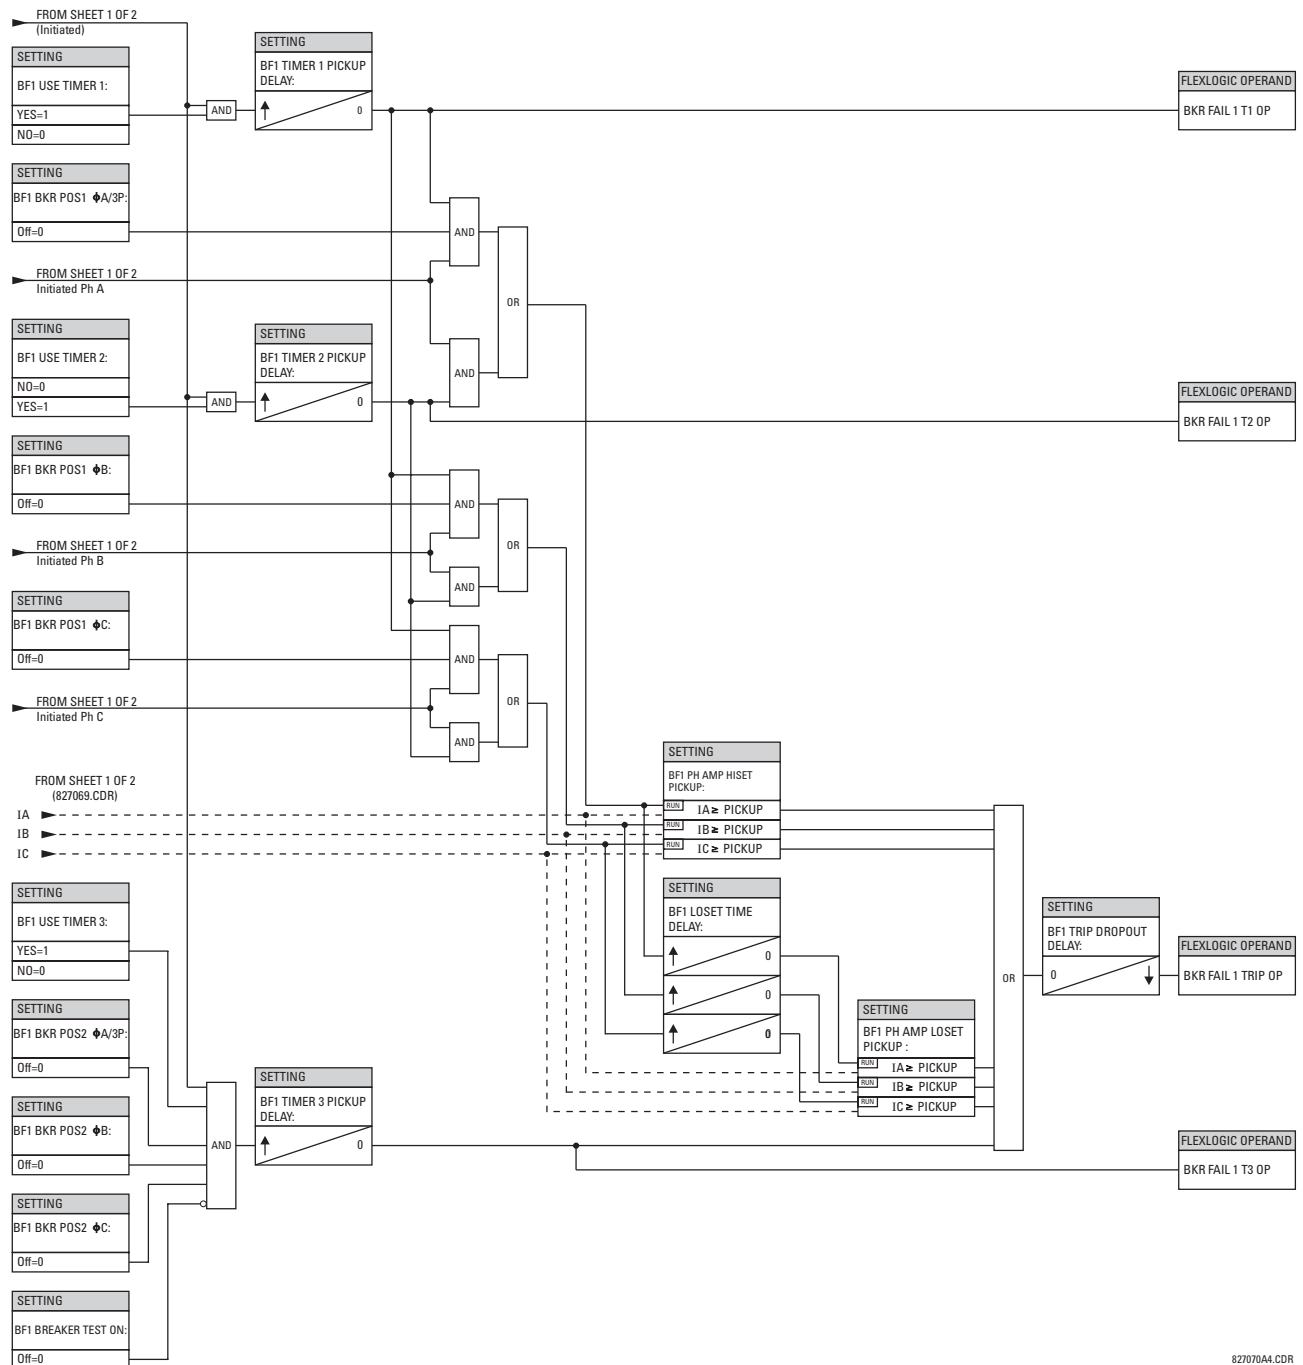 FROM SHEET 1 OF 2
(Initiated)
SETTING
BF1 USE TIMER 1:
YES=1
NO=0
SETTING
BF1 TIMER 1 PICKUP
DELAY:
0
AND
FLEXLOGIC OPERAND
BKR FAIL 1 T1 OP
SETTING
BF1 BKR POS1 ϕA/3P:
Off=0
AND
FROM SHEET 1 OF 2
Initiated Ph A
OR
SETTING
BF1 USE TIMER 2:
NO=0
YES=1
AND
SETTING
BF1 TIMER 2 PICKUP
DELAY:
0
AND
FLEXLOGIC OPERAND
BKR FAIL 1 T2 OP
SETTING
BF1 BKR POS1 ϕB:
Off=0
AND
FROM SHEET 1 OF 2
Initiated Ph B
OR
AND
SETTING
BF1 BKR POS1 ϕC:
Off=0
AND
FROM SHEET 1 OF 2
Initiated Ph C
OR
AND
FROM SHEET 1 OF 2
(827069.CDR)
IA
IB
IC
SETTING
BF1 PH AMP HISET
PICKUP:
RUN IA ≥ PICKUP
RUN IB ≥ PICKUP
RUN IC ≥ PICKUP
SETTING
BF1 USE TIMER 3:
YES=1
NO=0
SETTING
BF1 LOSET TIME
DELAY:
0
0
0
OR
SETTING
BF1 TRIP DROPOUT
DELAY:
0
FLEXLOGIC OPERAND
BKR FAIL 1 TRIP OP
SETTING
BF1 BKR POS2 ϕA/3P:
Off=0
SETTING
BF1 PH AMP LOSET
PICKUP :
RUN IA ≥ PICKUP
RUN IB ≥ PICKUP
RUN IC ≥ PICKUP
SETTING
BF1 BKR POS2 ϕB:
Off=0
AND
SETTING
BF1 TIMER 3 PICKUP
DELAY:
0
FLEXLOGIC OPERAND
BKR FAIL 1 T3 OP
SETTING
BF1 BKR POS2 ϕC:
Off=0
SETTING
BF1 BREAKER TEST ON:
Off=0
827070A4.CDR